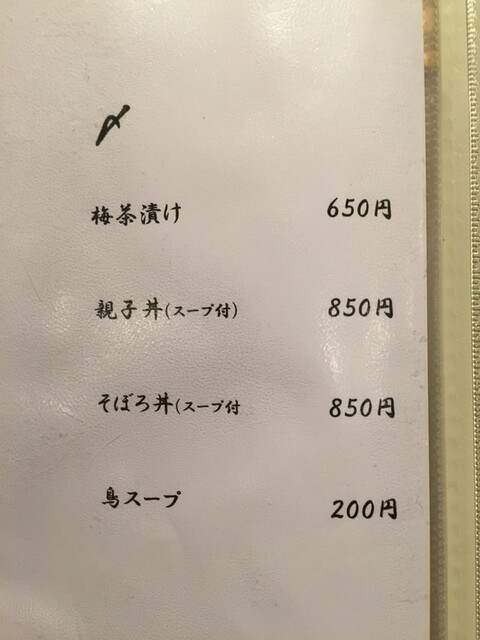 〆
梅茶漬け 650円
親子丼(スープ付) 850円
そぼろ丼(スープ付 850円
鳥スープ 200円